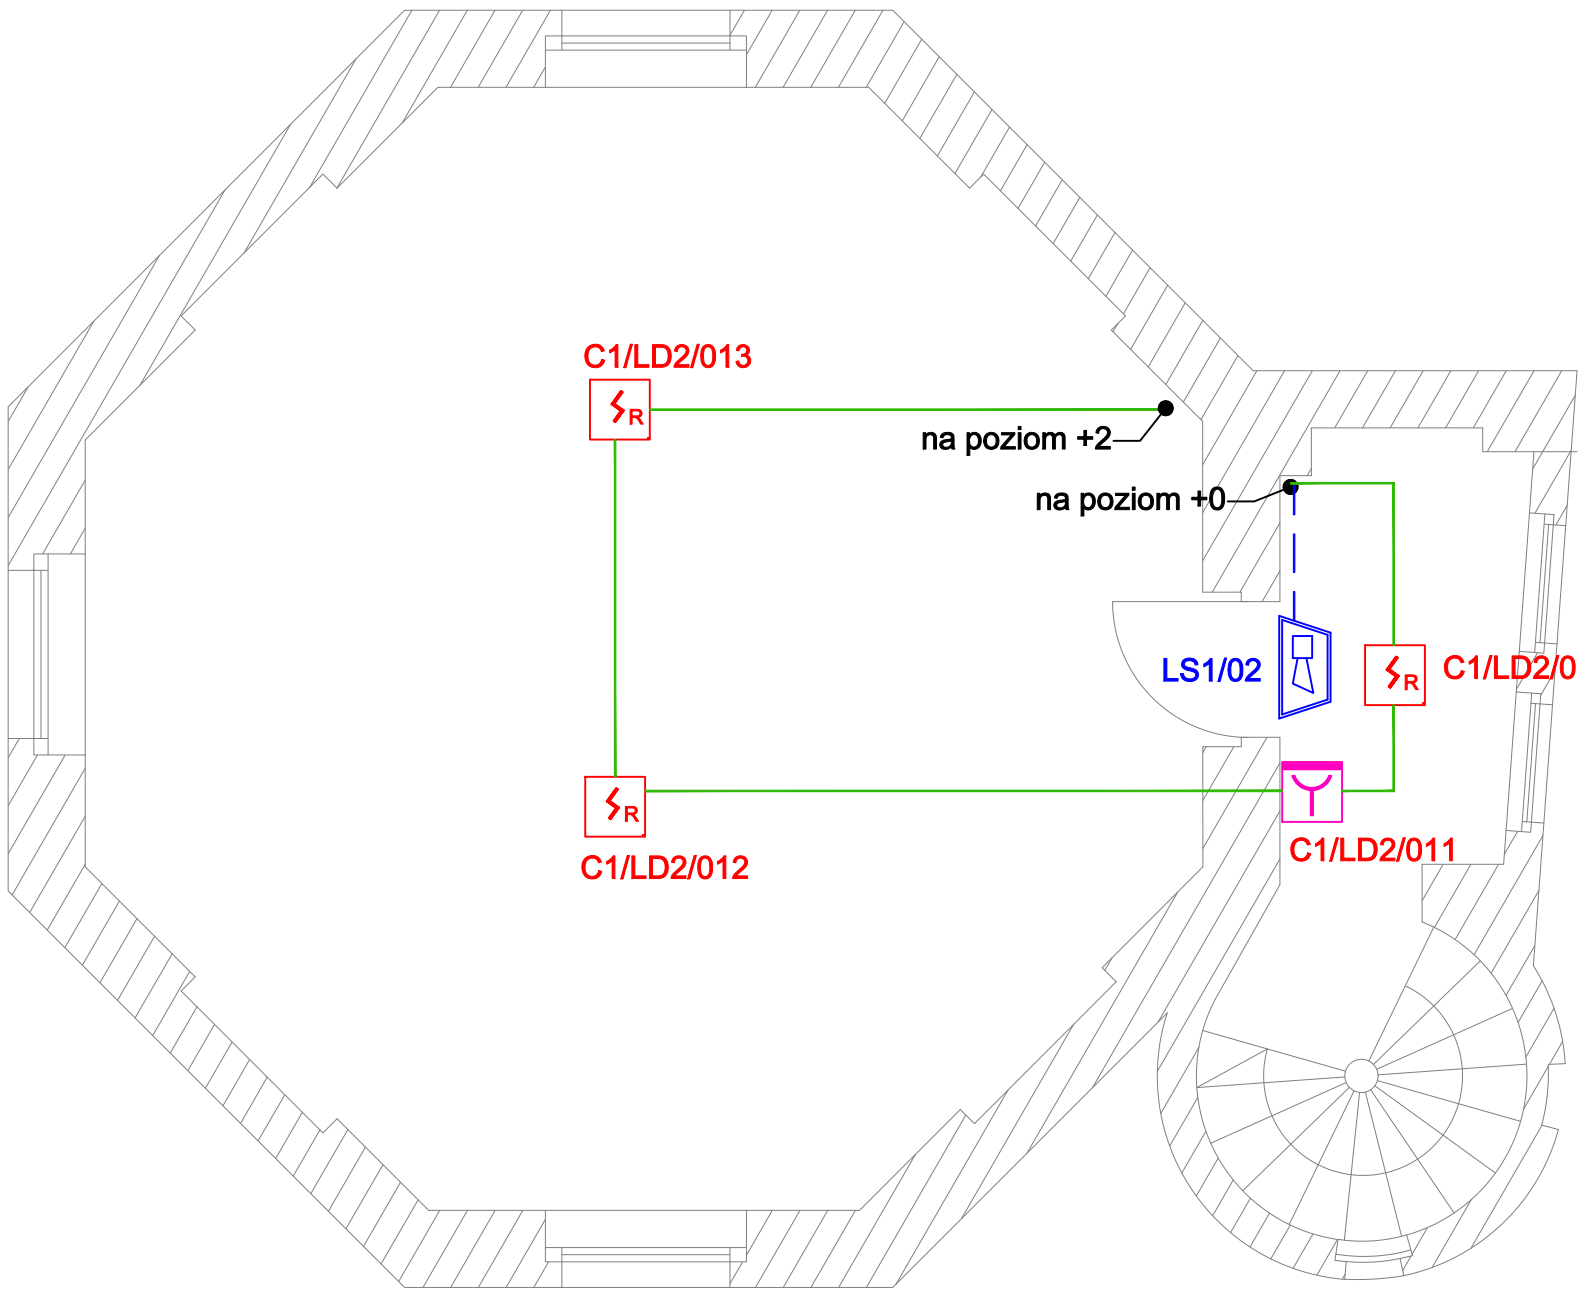 C1/LD2/013
R
na poziom +2
na poziom +0
LS1/02
R
C1/LD2/0
R
C1/LD2/012
C1/LD2/011